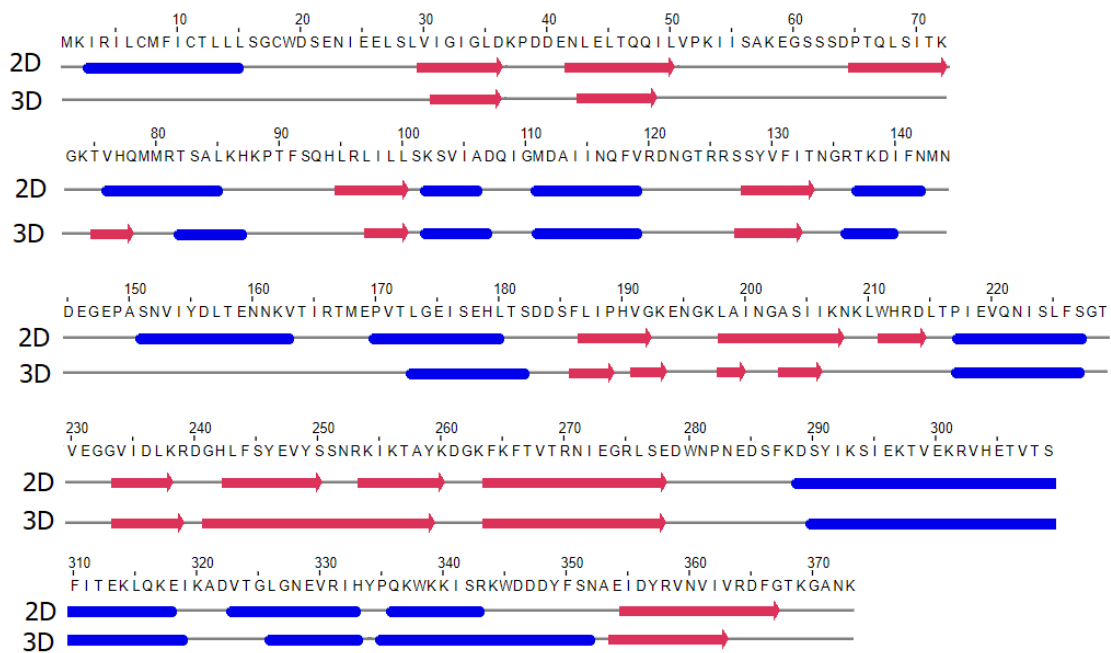 10 20 30 40 50 60 70
MKIRILCMFICTLLLSGCWDSENIEELSLVIGIGLDKPDDENLELTQQILVPKIISAKEGSSSDPTQLSITK
2D
3D
80 90 100 110 120 130 140
GKTVHQMMRTSALKHKPTFSQHLRLILLSKSVIADQIGMDAIINQFVRDNGTRRSSYVFITNGRTKDIFNMN
2D
3D
150 160 170 180 190 200 210 220
DEGEPASNVIYDLTENNKVTIRTMEPVTLGEISEHLTSDDSFLIPHVGKENGKLAINGASIIKNKLWHRDLTPIEVQNISLFSGT
2D
3D
230 240 250 260 270 280 290 300
VEGGVIDLKRDGHLFSYEVYSSNRKIKTAYKDGKFKFTVTRNIEGRLSEDWNPNEDSFKDSYIKSIEKTVEKRVHETVTS
2D
3D
310 320 330 340 350 360 370
FITEKLQKEIKADVTGLGNEVRIHYPQKWKKISRKWDDDYFSNAEIDYRVNVIVRDFGTKGANK
2D
3D